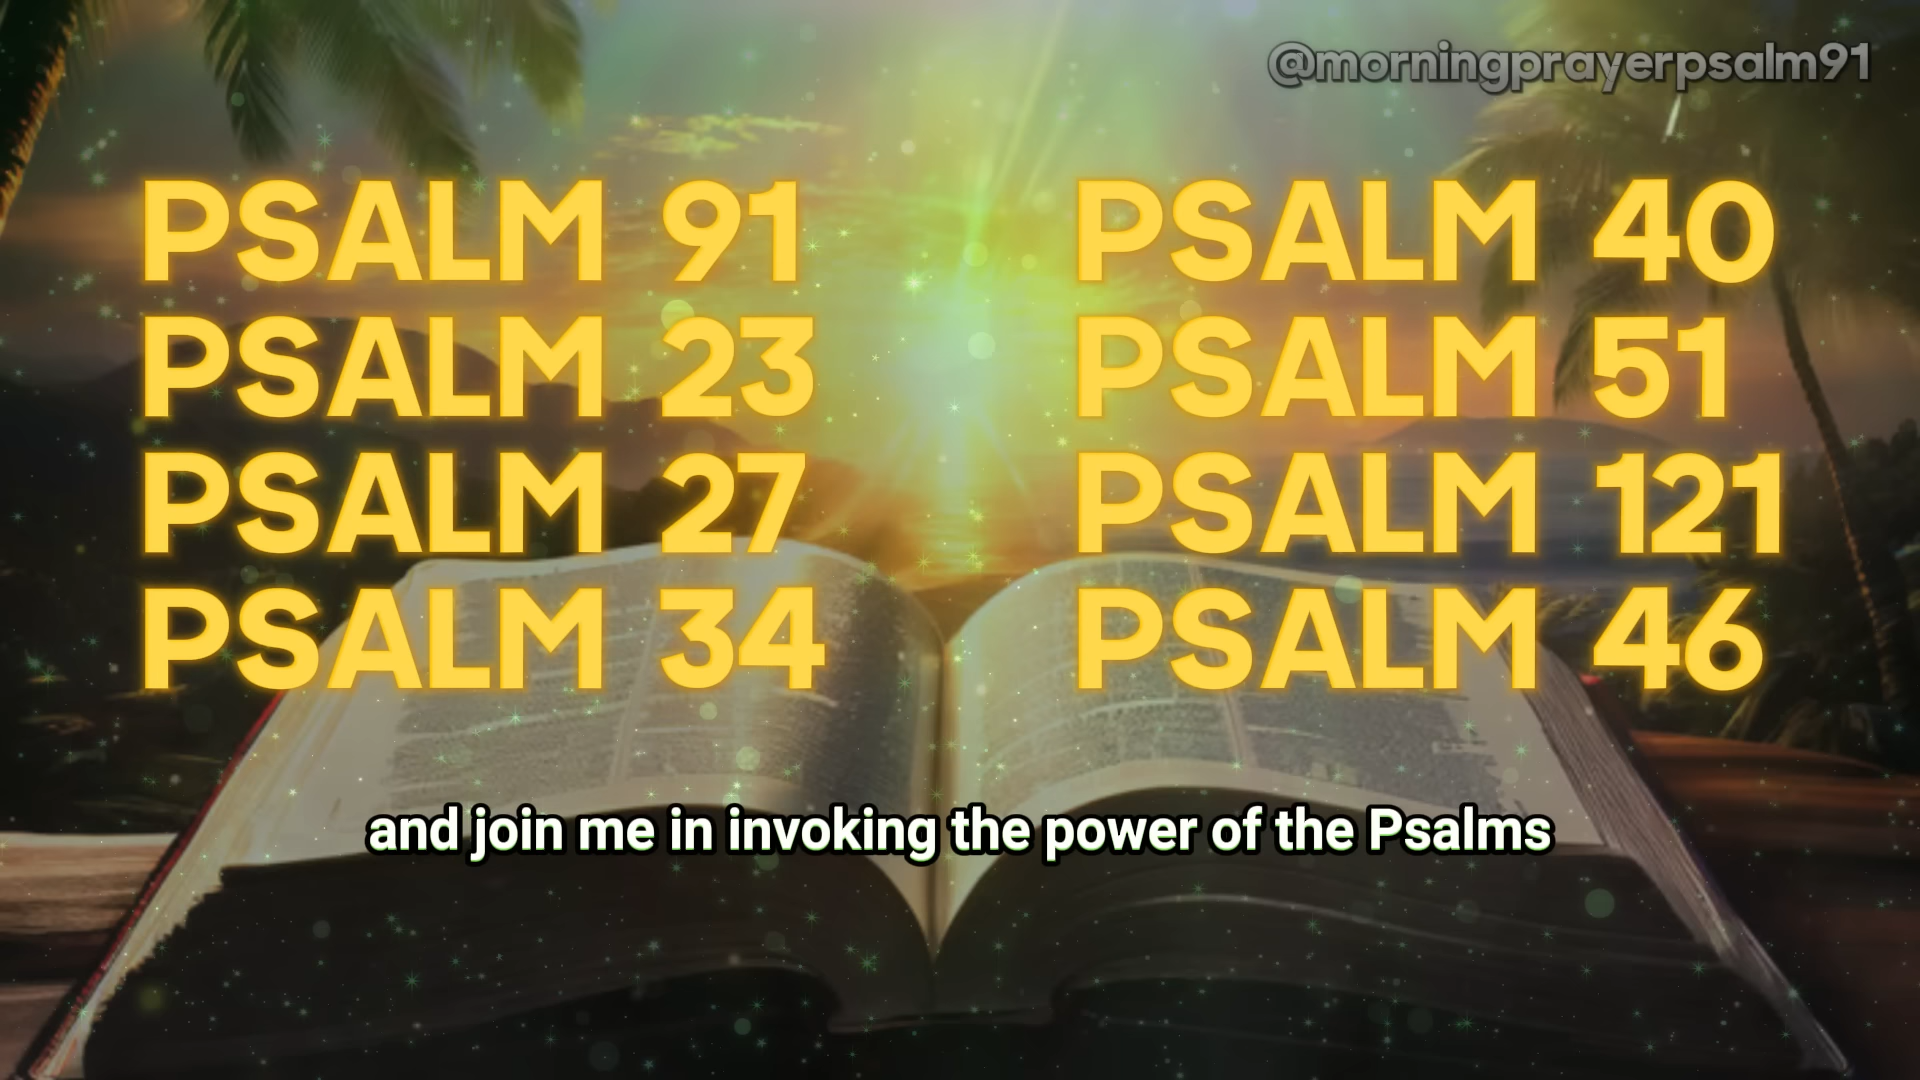 @morningprayerpsalm91
PSALM 91
PSALM 23
PSALM 27
PSALM 34
PSALM 40
PSALM 51
PSALM 121
PSALM 46
and join me in invoking the power of the Psalms